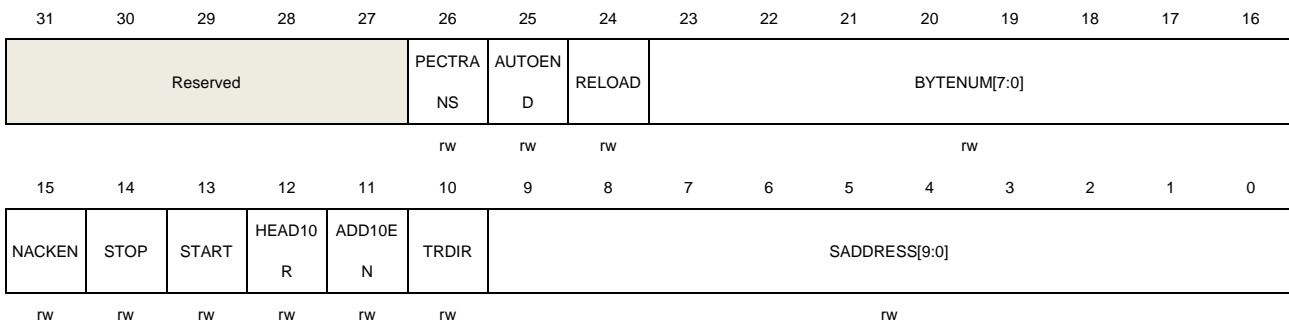 31 30 29 28 27 26 25 24 23 22 21 20 19 18 17 16
Reserved PECTRA NS AUTOEN D RELOAD BYTENUM[7:0]
rw rw rw rw
15 14 13 12 11 10 9 8 7 6 5 4 3 2 1 0
NACKEN STOP START HEAD10 R ADD10E N TRDIR SADDRESS[9:0]
rw rw rw rw rw rw rw